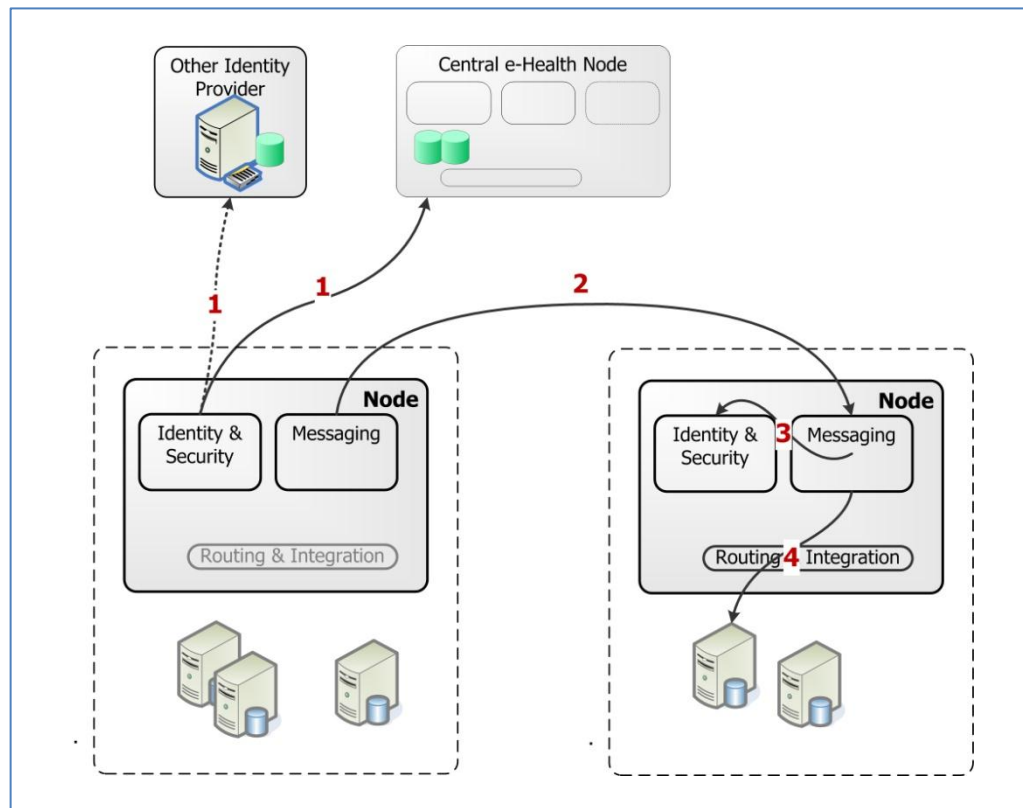 Other Identity
Provider
Central e-Health Node
1
1
2
Node
Identity &
Security
Messaging
Routing & Integration
Node
Identity &
Security
3
Messaging
Routing 4 Integration
.
.